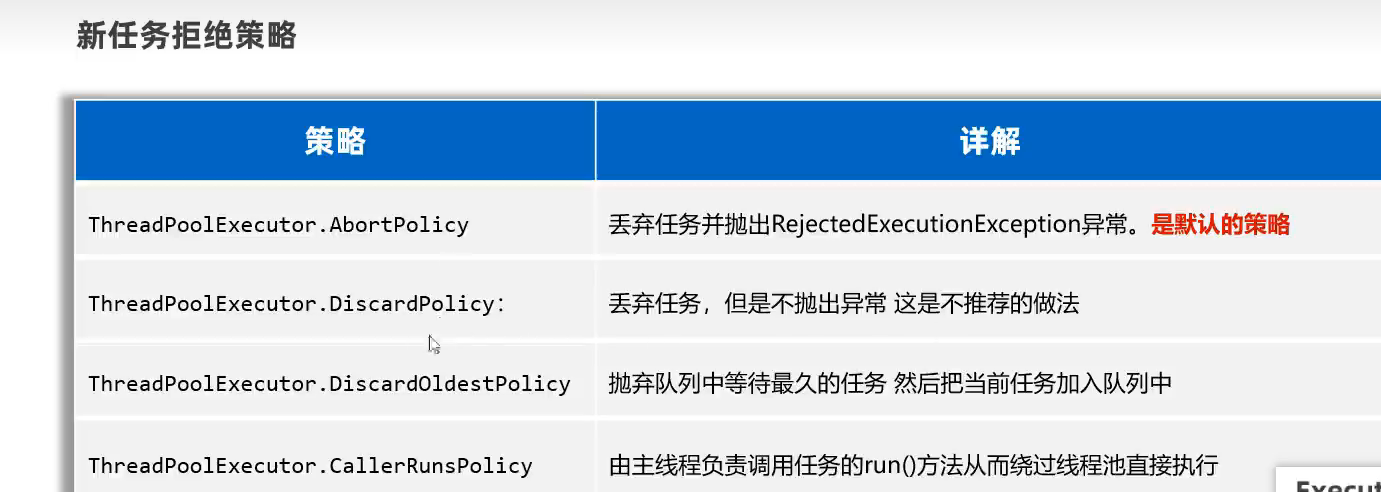 新任务拒绝策略
策略 详解
ThreadPoolExecutor.AbortPolicy 丢弃任务并抛出RejectedExecutionException异常。是默认的策略
ThreadPoolExecutor.DiscardPolicy： 丢弃任务，但是不抛出异常 这是不推荐的做法
ThreadPoolExecutor.DiscardOldestPolicy 抛弃队列中等待最久的任务 然后把当前任务加入队列中
ThreadPoolExecutor.CallerRunsPolicy 由主线程负责调用任务的run()方法从而绕过线程池直接执行